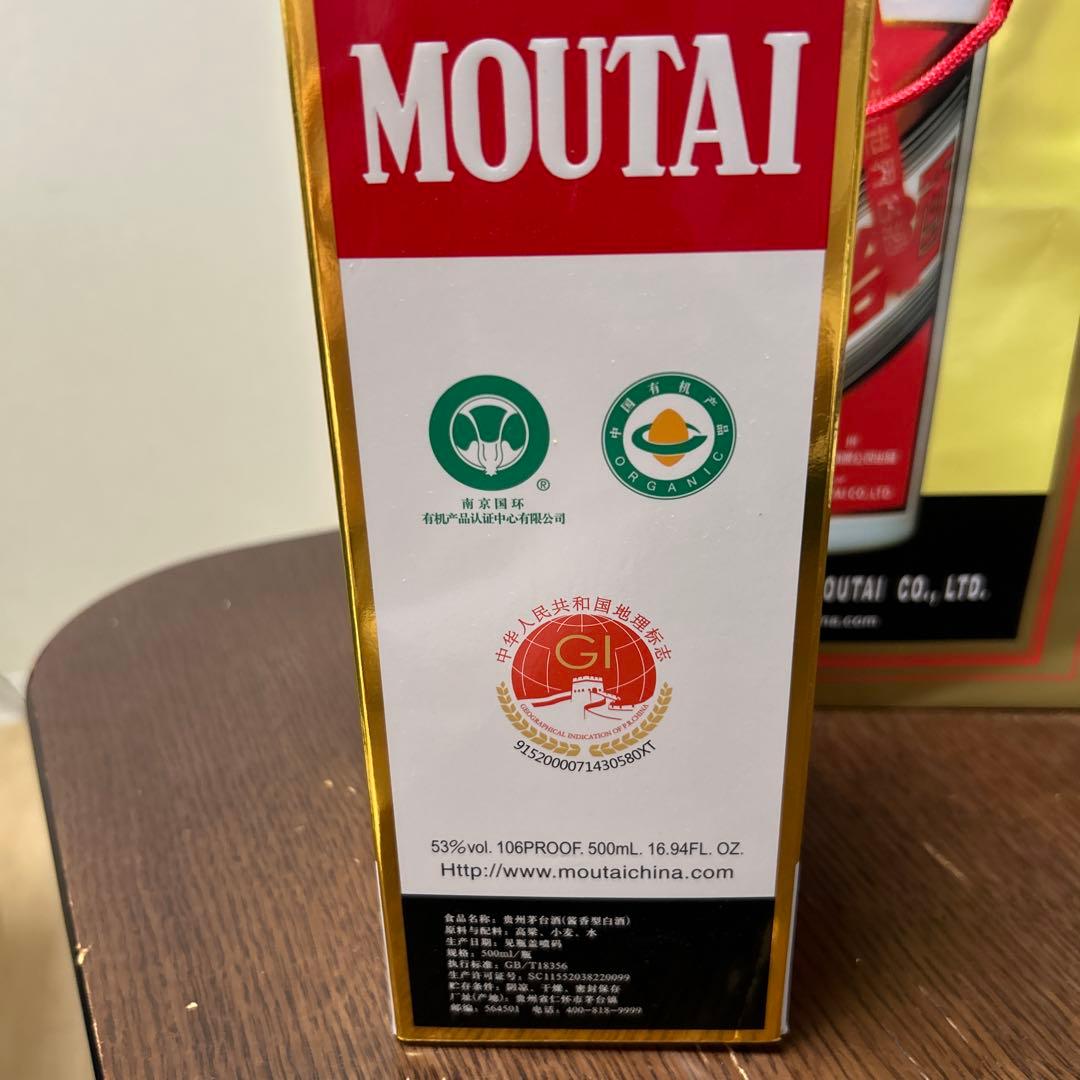 MOUTAI
中国有机产品
ORGANIC
®
南京国环
有机产品认证中心有限公司
中华人民共和国地理标志
GI
GEOGRAPHICAL INDICATION OF P.R.CHINA
9152000071430580XT
53%vol. 106PROOF. 500mL. 16.94FL. OZ.
Http://www.moutaichina.com
食品名称：贵州茅台酒(酱香型白酒)
原料与配料：高粱、小麦、水
生产日期：见瓶盖喷码
规格：500ml/瓶
执行标准：GB/T18356
生产许可证号：SC11552038220099
贮存条件：阴凉、干燥、密封保存
厂址(产地)：贵州省仁怀市茅台镇
邮编：564501 电话：400-818-9999
OUTAI CO., LTD.
na.com
AI CO., LTD.